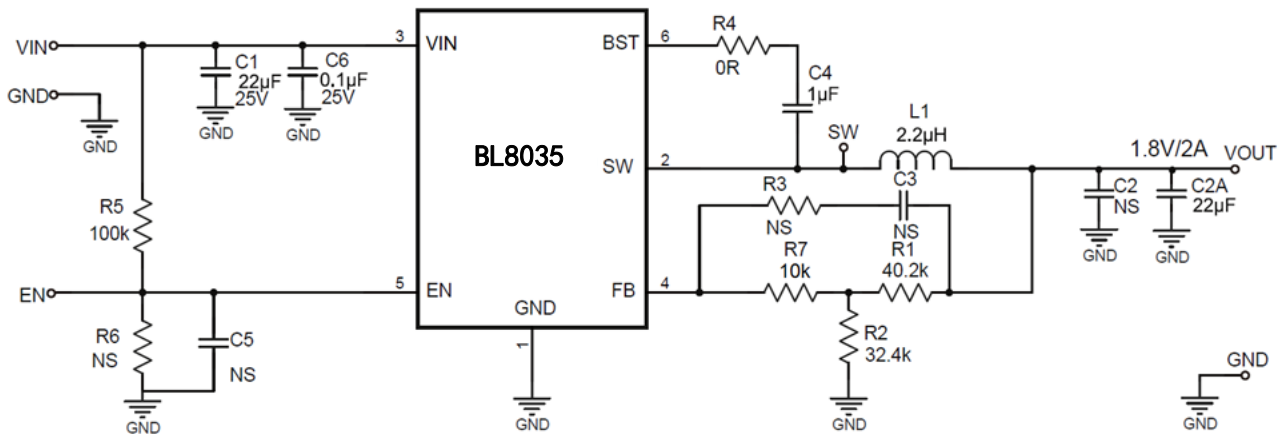 VIN
GND
GND
C1
22μF
25V
GND
C6
0.1μF
25V
GND
R5
100k
EN
R6
NS
C5
NS
GND
3
VIN
5
EN
BL8035
GND
1
GND
BST
6
SW
2
FB
4
R4
0R
C4
1μF
SW
L1
2.2μH
R3
NS
C3
NS
R7
10k
R1
40.2k
R2
32.4k
GND
1.8V/2A
VOUT
C2
NS
GND
C2A
22μF
GND
GND
GND